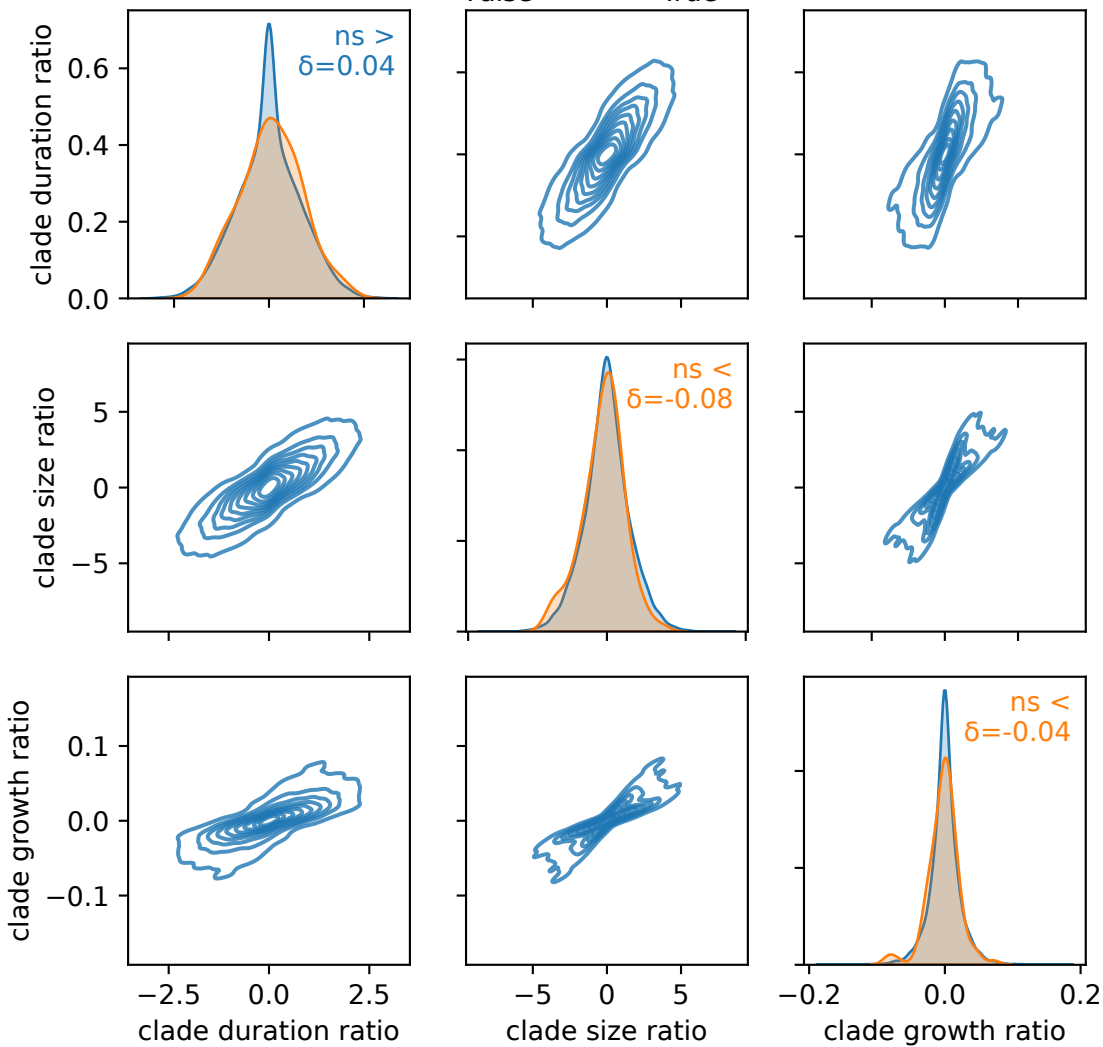 ns >
δ=0.04
clade duration ratio
0.6
0.4
0.2
0.0
ns <
δ=-0.08
clade size ratio
5
0
−5
ns <
δ=-0.04
clade growth ratio
0.1
0.0
−0.1
−2.5 0.0 2.5
−5 0 5
−0.2 0.0 0.2
clade duration ratio
clade size ratio
clade growth ratio